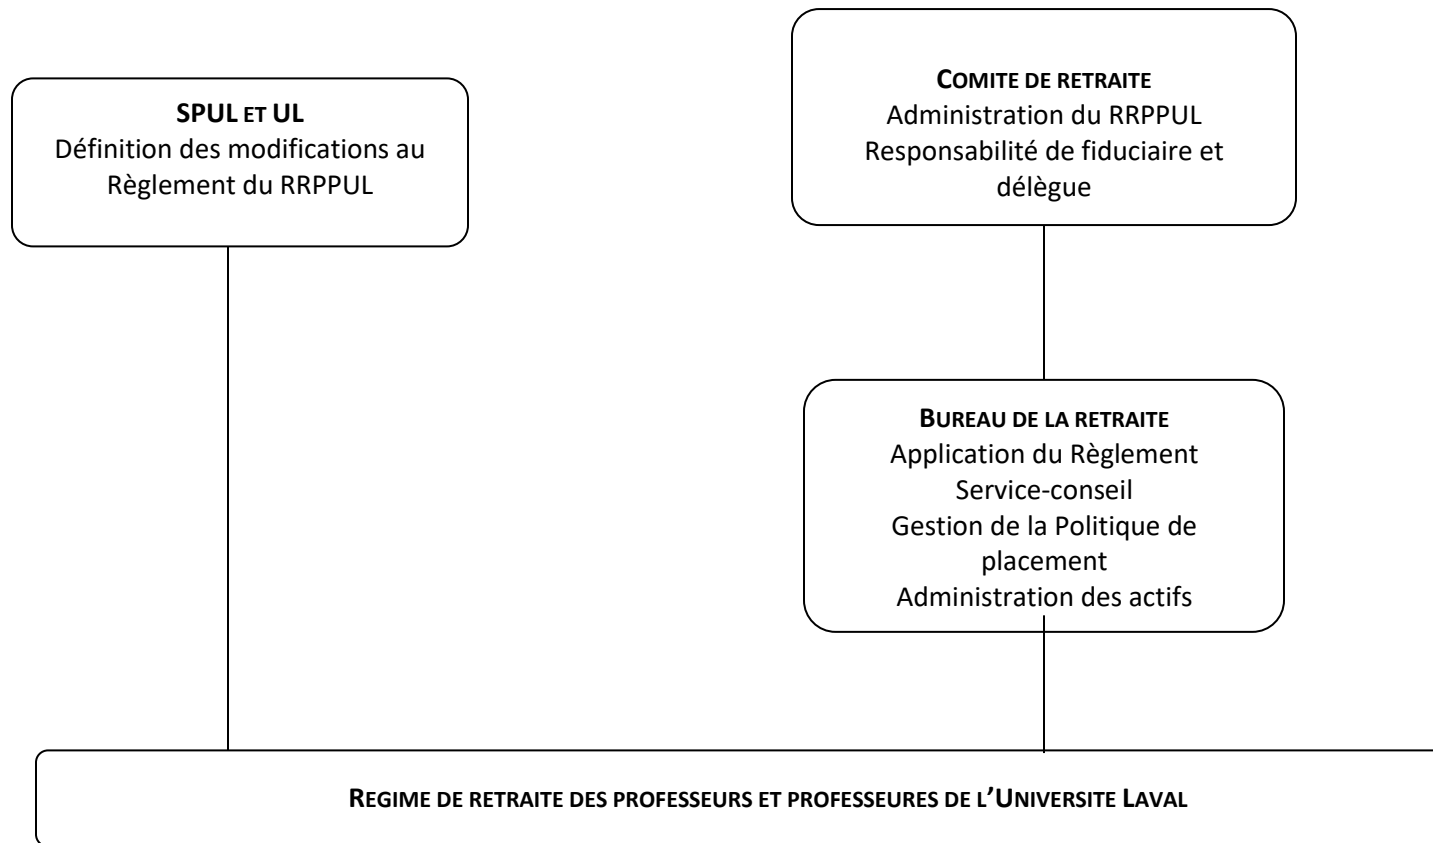 SPUL ET UL
Définition des modifications au
Règlement du RRPPUL
COMITE DE RETRAITE
Administration du RRPPUL
Responsabilité de fiduciaire et
délègue
BUREAU DE LA RETRAITE
Application du Règlement
Service-conseil
Gestion de la Politique de
placement
Administration des actifs
REGIME DE RETRAITE DES PROFESSEURS ET PROFESSEURES DE L'UNIVERSITE LAVAL